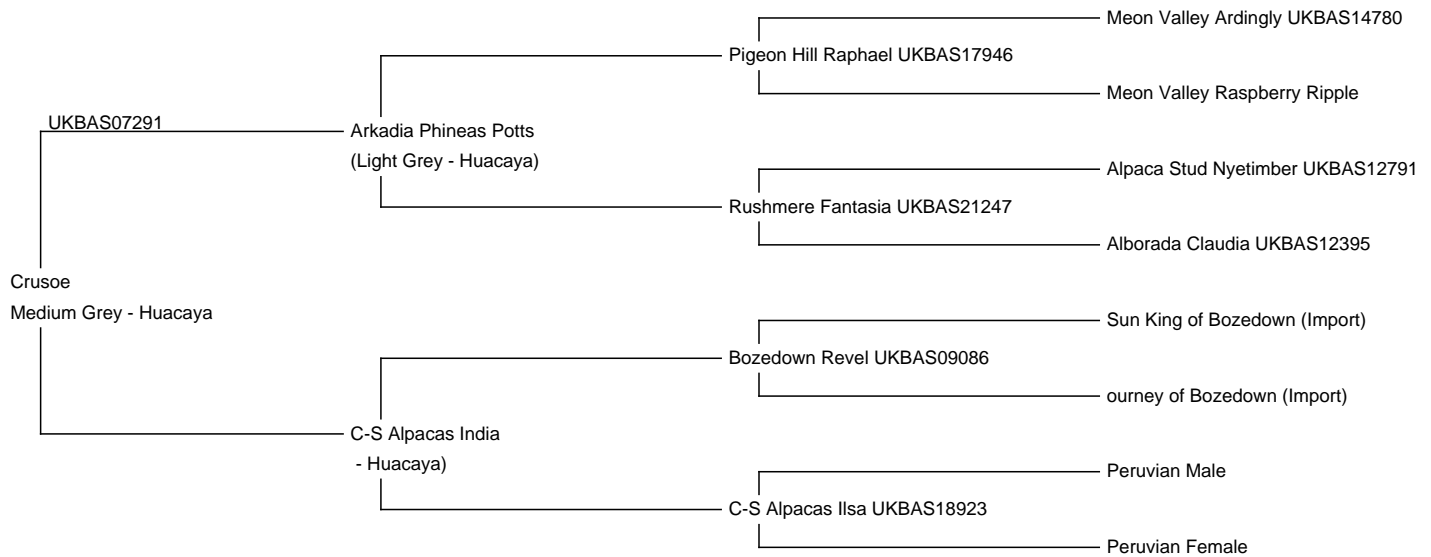 Meon Valley Ardingly UKBAS14780
Pigeon Hill Raphael UKBAS17946
Meon Valley Raspberry Ripple
UKBAS07291
Arkadia Phineas Potts
(Light Grey - Huacaya)
Alpaca Stud Nyetimber UKBAS12791
Rushmere Fantasia UKBAS21247
Alborada Claudia UKBAS12395
Crusoe
Medium Grey - Huacaya
Sun King of Bozedown (Import)
Bozedown Revel UKBAS09086
ourney of Bozedown (Import)
C-S Alpacas India
- Huacaya)
Peruvian Male
C-S Alpacas Ilsa UKBAS18923
Peruvian Female